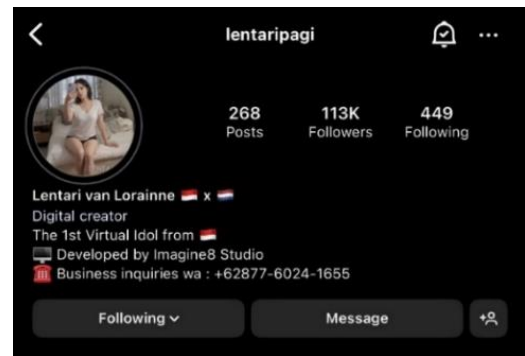 lentaripagi
268 113K 449
Posts Followers Following
Lentari van Lorainne 🇮🇩 x 🇳🇱
Digital creator
The 1st Virtual Idol from 🇮🇩
🖥️ Developed by Imagine8 Studio
☎️ Business inquiries wa : +62877-6024-1655
Following Message